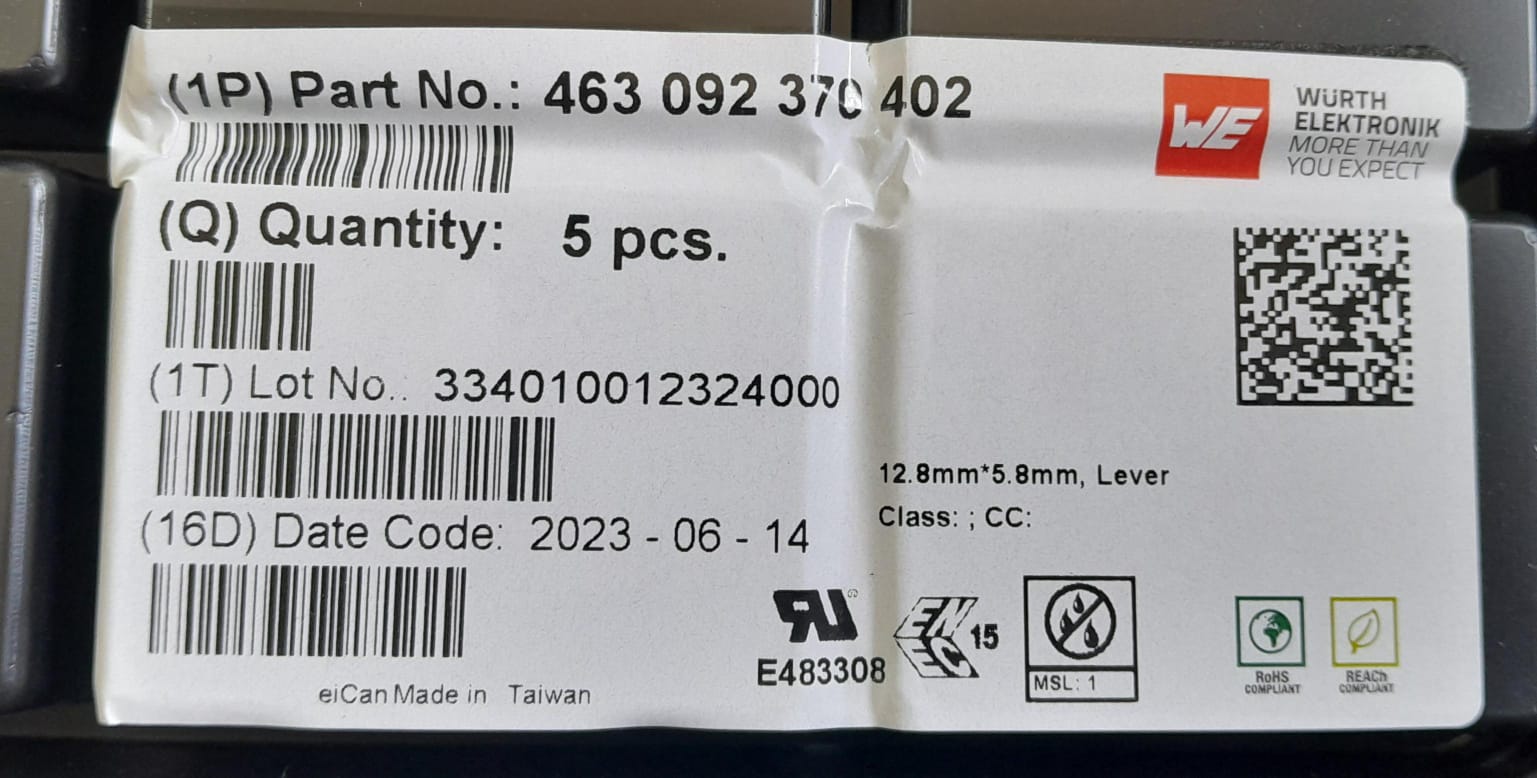 (1P) Part No.: 463 092 370 402
WE
WÜRTH
ELEKTRONIK
MORE THAN
YOU EXPECT
(Q) Quantity: 5 pcs.
(1T) Lot No.: 334010012324000
12.8mm*5.8mm, Lever
Class: ; CC:
(16D) Date Code: 2023 - 06 - 14
E483308
ENEC
15
MSL: 1
RoHS
COMPLIANT
REACh
COMPLIANT
eiCan Made in Taiwan